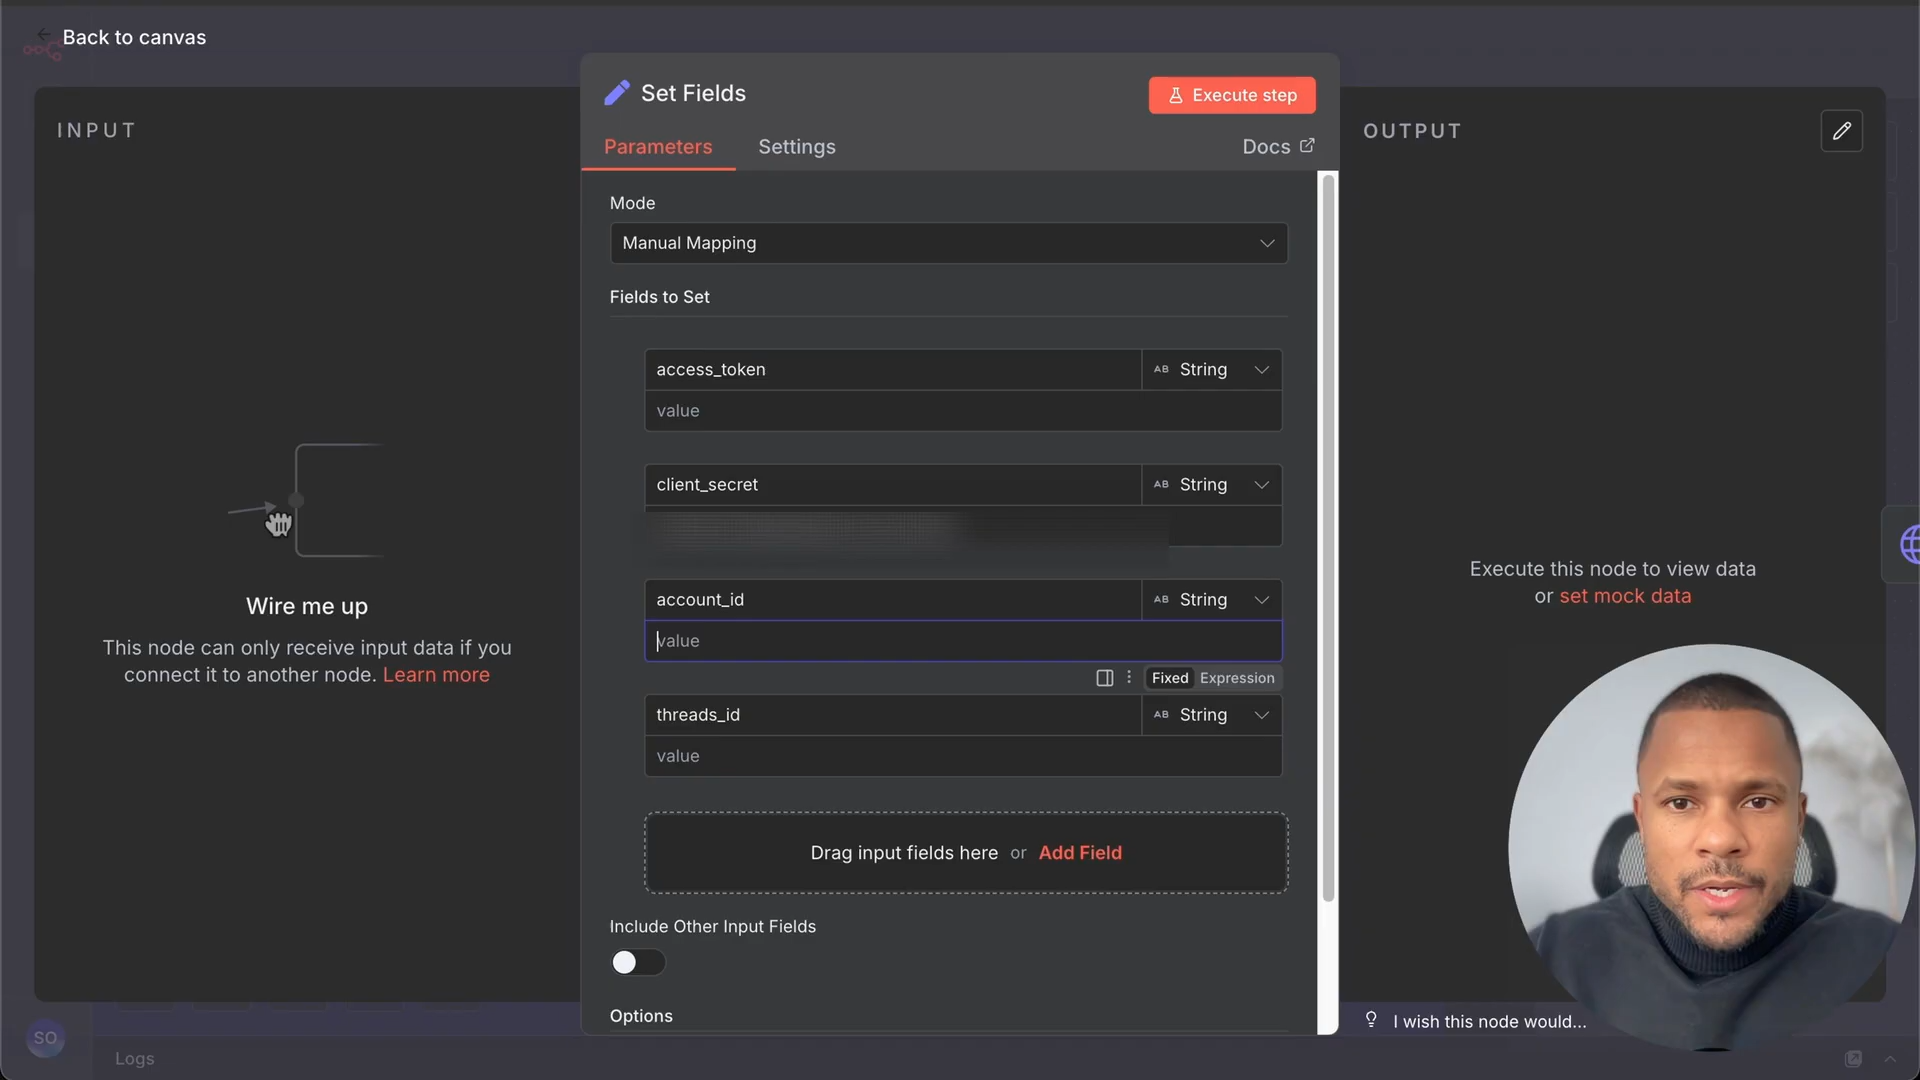 Back to canvas
INPUT
Wire me up
This node can only receive input data if you
connect it to another node. Learn more
Set Fields
Execute step
Parameters
Settings
Docs
Mode
Manual Mapping
Fields to Set
access_token
AB String
value
client_secret
AB String
account_id
AB String
value
Fixed Expression
threads_id
AB String
value
Drag input fields here or Add Field
Include Other Input Fields
Options
OUTPUT
Execute this node to view data
or set mock data
I wish this node would...
SO
Logs